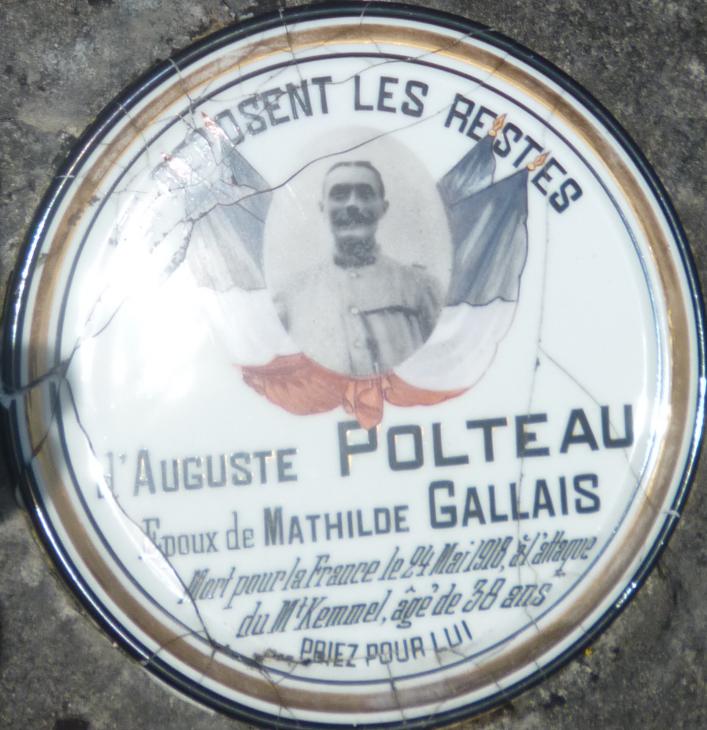 REPOSENT LES RESTES
d'AUGUSTE POLTEAU
Epoux de MATHILDE GALLAIS
Mort pour la France le 24 Mai 1918, à l'attaque
du Mt Kemmel, âgé de 38 ans
PRIEZ POUR LUI